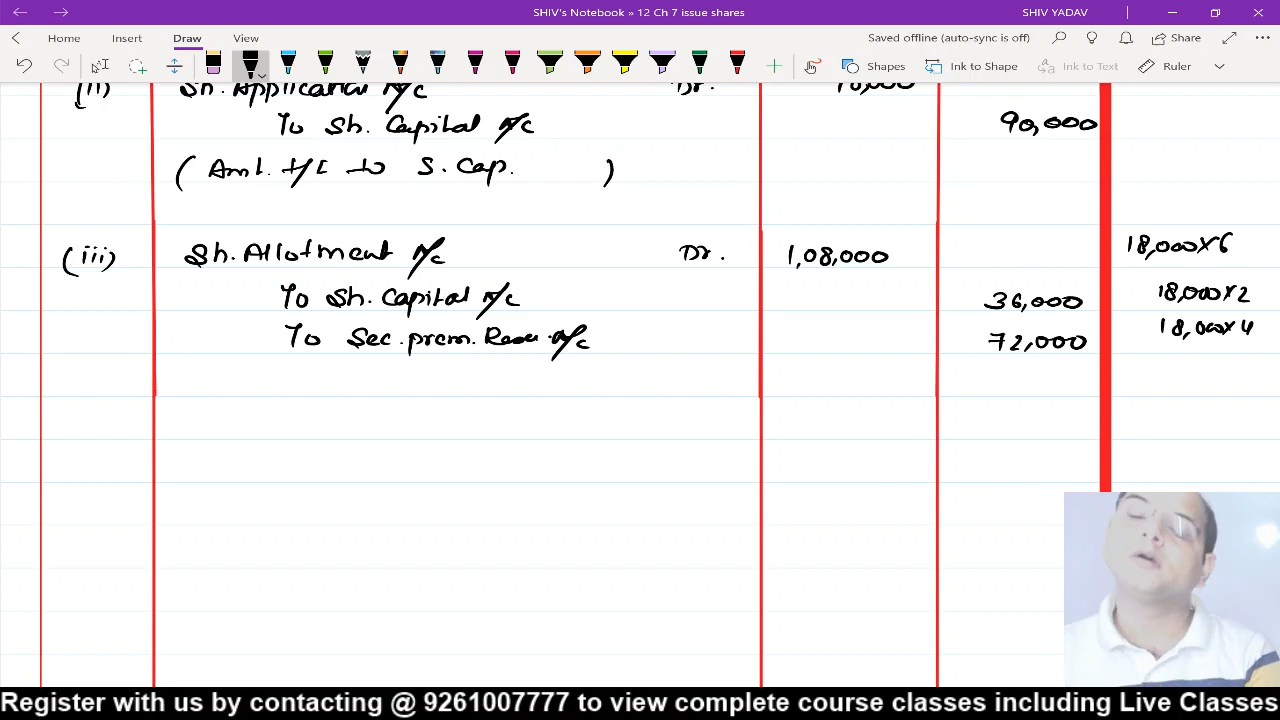 SHIV's Notebook » 12 Ch 7 issue shares
SHIV YADAV
Home Insert Draw View
Saved offline (auto-sync is off)
Share
Shapes
Ink to Shape
Ink to Text
Ruler
(ii) Sh. Application A/c Dr.
To Sh. Capital A/c 90,000
(Amt. t/f to S. Cap. )
(iii) Sh. Allotment A/c Dr. 1,08,000 18,000×6
To Sh. Capital A/c 36,000 18,000×2
To Sec. prem. A/c 72,000 18,000×4
Register with us by contacting @ 9261007777 to view complete course classes including Live Classes